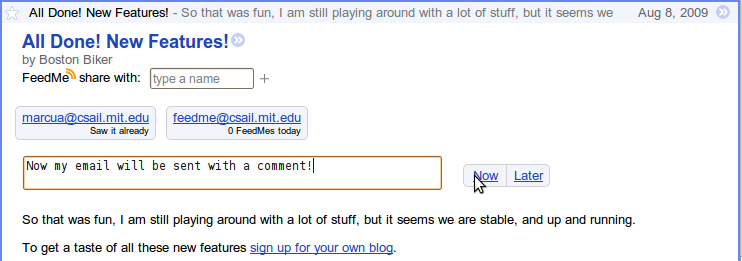 All Done! New Features! - So that was fun, I am still playing around with a lot of stuff, but it seems we Aug 8, 2009
All Done! New Features!
by Boston Biker
FeedMe share with: type a name +
marcua@csail.mit.edu feedme@csail.mit.edu
Saw it already 0 FeedMes today
Now my email will be sent with a comment!
Now Later
So that was fun, I am still playing around with a lot of stuff, but it seems we are stable, and up and running.
To get a taste of all these new features sign up for your own blog.